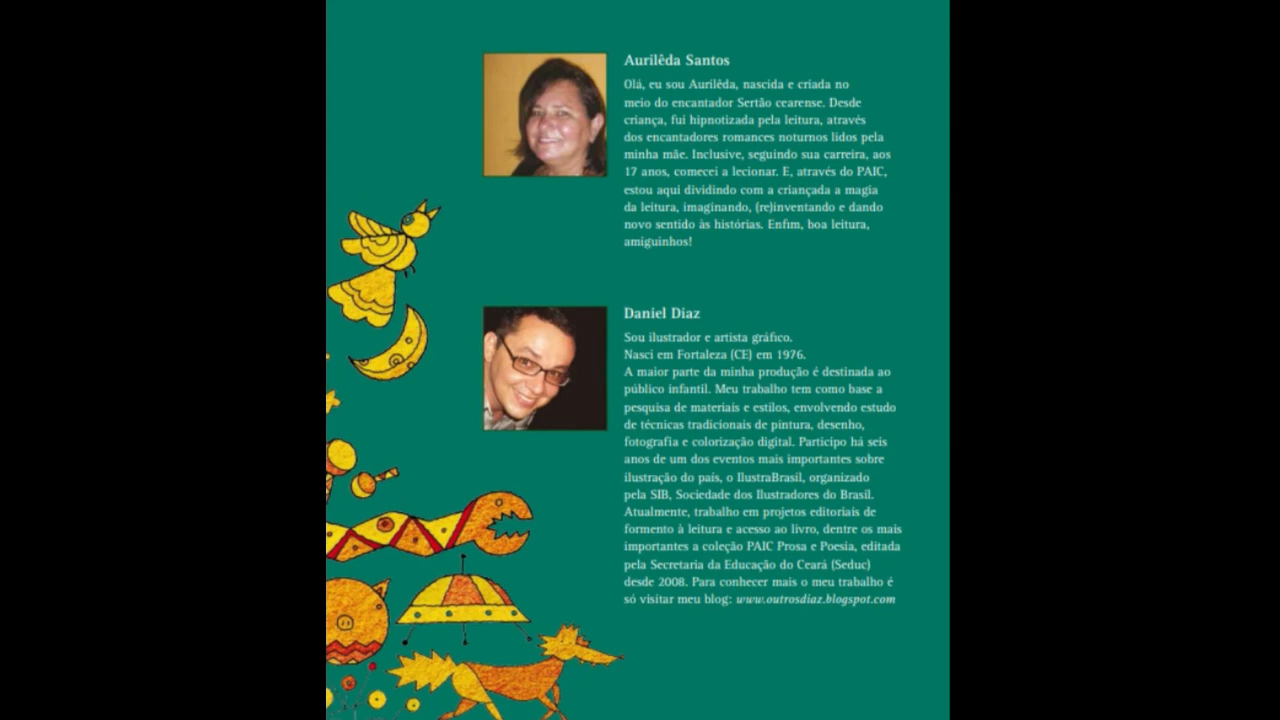 Aurilêda Santos
Olá, eu sou Aurilêda, nascida e criada no
meio do encantador Sertão cearense. Desde
criança, fui hipnotizada pela leitura, através
dos encantadores romances noturnos lidos pela
minha mãe. Inclusive, seguindo sua carreira, aos
17 anos, comecei a lecionar. E, através do PAIC,
estou aqui dividindo com a criançada a magia
da leitura, imaginando, (re)inventando e dando
novo sentido às histórias. Enfim, boa leitura,
amiguinhos!
Daniel Diaz
Sou ilustrador e artista gráfico.
Nasci em Fortaleza (CE) em 1976.
A maior parte da minha produção é destinada ao
público infantil. Meu trabalho tem como base a
pesquisa de materiais e estilos, envolvendo estudo
de técnicas tradicionais de pintura, desenho,
fotografia e colorização digital. Participo há seis
anos de um dos eventos mais importantes sobre
ilustração do país, o IlustraBrasil, organizado
pela SIB, Sociedade dos Ilustradores do Brasil.
Atualmente, trabalho em projetos editoriais de
formento à leitura e acesso ao livro, dentre os mais
importantes a coleção PAIC Prosa e Poesia, editada
pela Secretaria da Educação do Ceará (Seduc)
desde 2008. Para conhecer mais o meu trabalho é
só visitar meu blog: www.outrosdiaz.blogspot.com